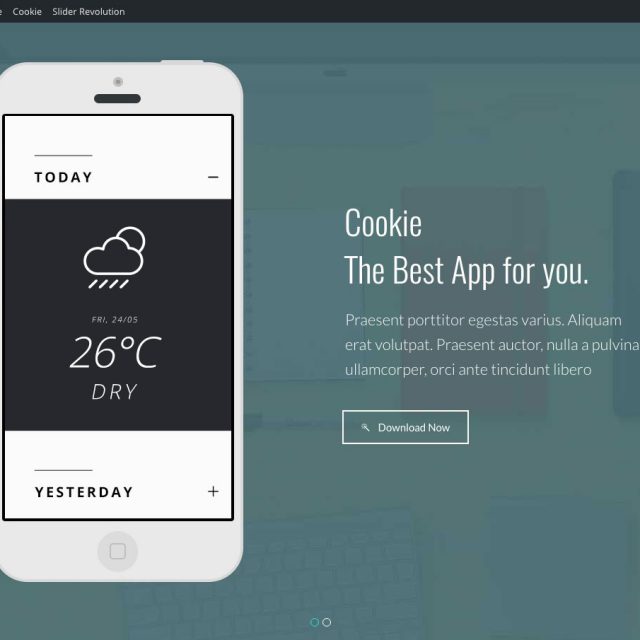 Cookie
Slider Revolution
TODAY
FRI, 24/05
26°C
DRY
YESTERDAY
Cookie
The Best App for you.
Praesent porttitor egestas varius. Aliquam
erat volutpat. Praesent auctor, nulla a pulvina
ullamcorper, orci ante tincidunt libero
Download Now